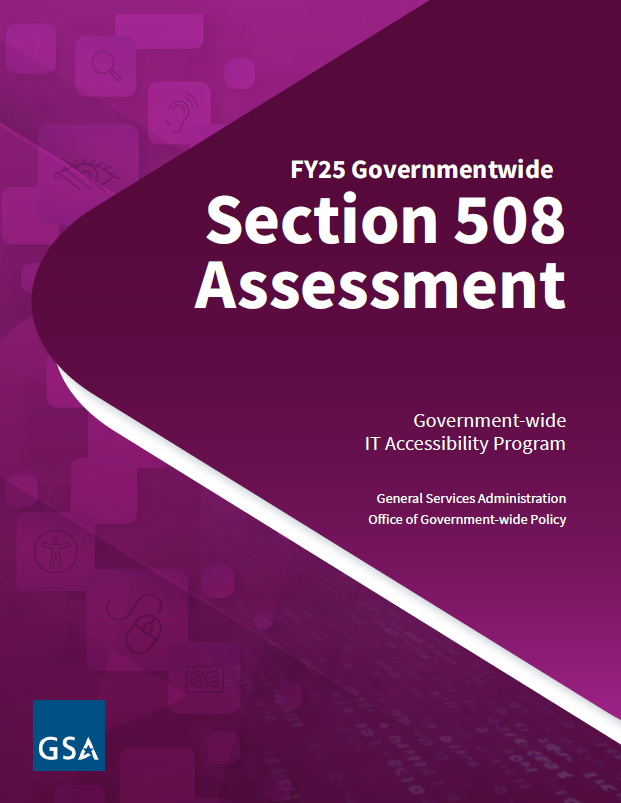 FY25 Governmentwide
Section 508
Assessment
Government-wide
IT Accessibility Program
General Services Administration
Office of Government-wide Policy
CC
GSA